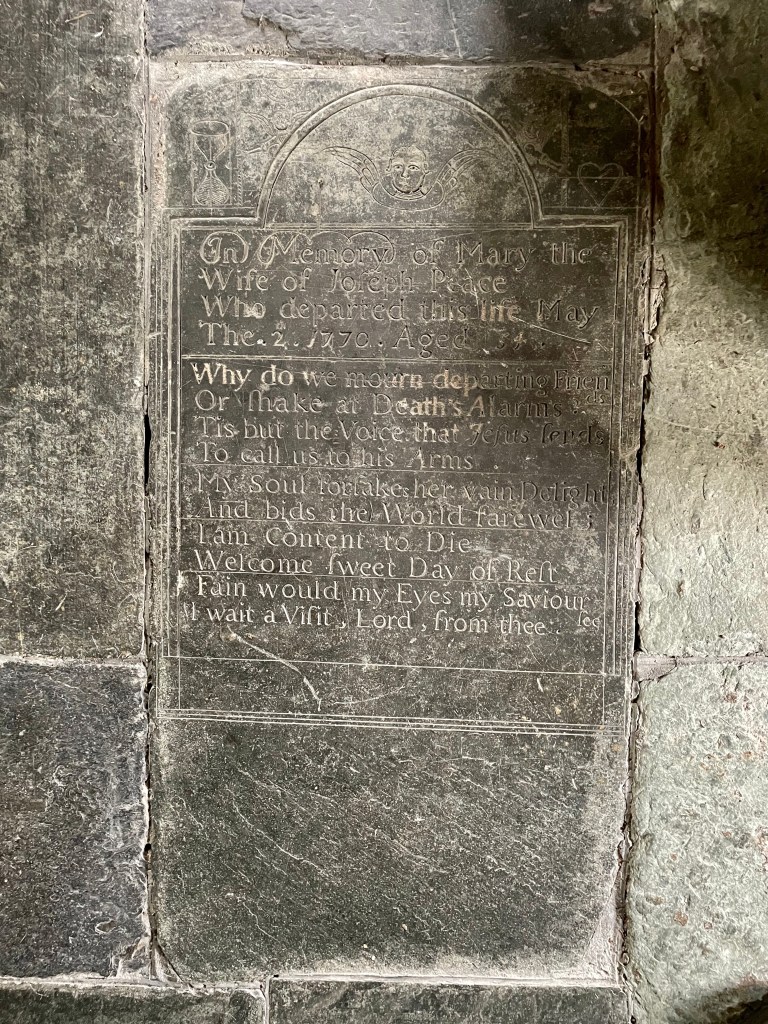 In Memory of Mary the
Wife of Joſeph Peace
Who departed this life May
The 2. 1770. Aged
Why do we mourn departing Friends
Or ſhake at Death's Alarms
Tis but the Voice that Jeſus ſends
To call us to his Arms.
My Soul forſakes her vain Delight
And bids the World farewel;
I am Content to Die
Welcome ſweet Day of Reſt
Fain would my Eyes my Saviour ſee
I wait a Viſit, Lord, from thee.